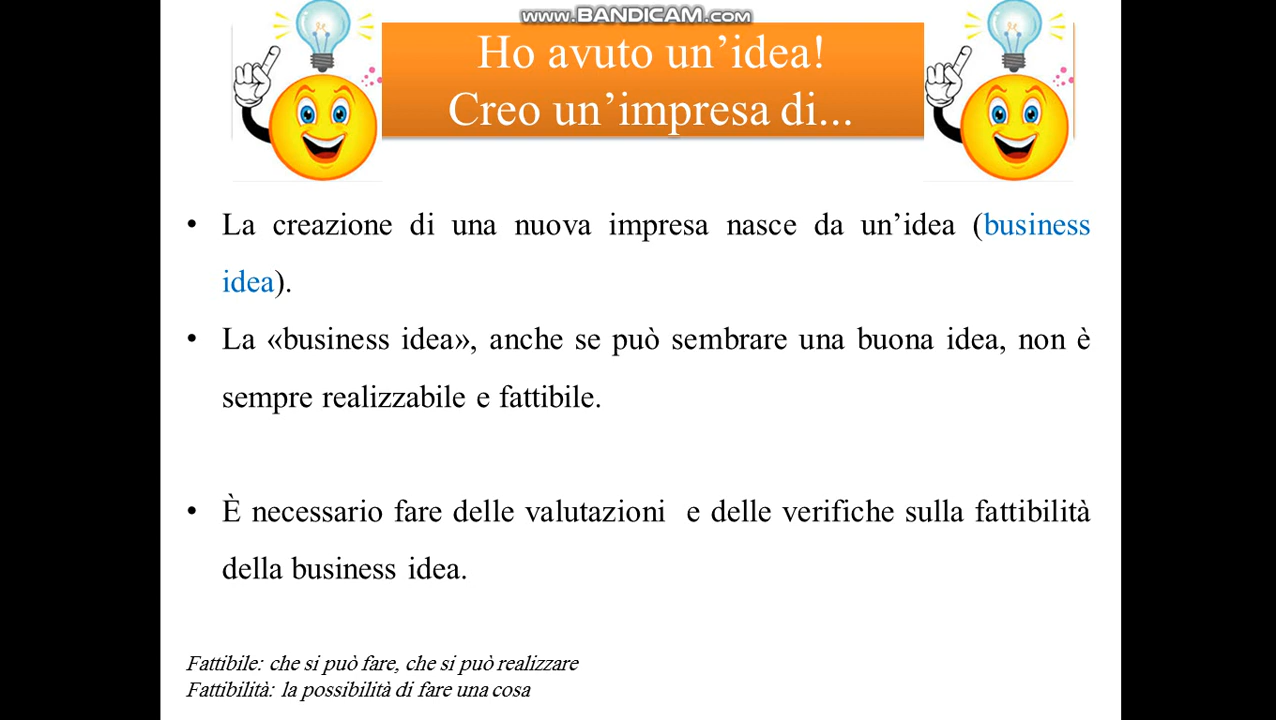 www.BANDICAM.com
Ho avuto un’idea!
Creo un’impresa di...
• La creazione di una nuova impresa nasce da un’idea (business
idea).
• La «business idea», anche se può sembrare una buona idea, non è
sempre realizzabile e fattibile.
• È necessario fare delle valutazioni e delle verifiche sulla fattibilità
della business idea.
Fattibile: che si può fare, che si può realizzare
Fattibilità: la possibilità di fare una cosa